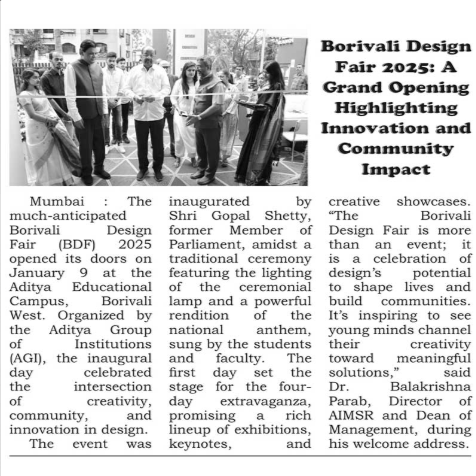 Borivali Design
Fair 2025: A
Grand Opening
Highlighting
Innovation and
Community
Impact
Mumbai : The
much-anticipated
Borivali Design
Fair (BDF) 2025
opened its doors on
January 9 at the
Aditya Educational
Campus, Borivali
West. Organized by
the Aditya Group
of Institutions
(AGI), the inaugural
day celebrated
the intersection
of creativity,
community, and
innovation in design.
The event was
inaugurated by
Shri Gopal Shetty,
former Member of
Parliament, amidst a
traditional ceremony
featuring the lighting
of the ceremonial
lamp and a powerful
rendition of the
national anthem,
sung by the students
and faculty. The
first day set the
stage for the four-
day extravaganza,
promising a rich
lineup of exhibitions,
keynotes, and
creative showcases.
“The Borivali
Design Fair is more
than an event; it
is a celebration of
design’s potential
to shape lives and
build communities.
It’s inspiring to see
young minds channel
their creativity
toward meaningful
solutions,” said
Dr. Balakrishna
Parab, Director of
AIMSR and Dean of
Management, during
his welcome address.